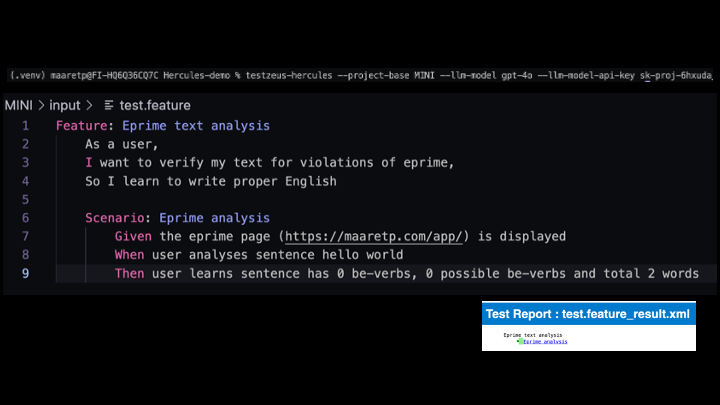 (.venv) maaretp@FI-HQ6Q36CQ7C Hercules-demo % testzeus-hercules --project-base MINI --llm-model gpt-4o --llm-model-api-key sk-proj-6hxuda
MINI > input > test.feature
1 Feature: Eprime text analysis
2 As a user,
3 I want to verify my text for violations of eprime,
4 So I learn to write proper English
5
6 Scenario: Eprime analysis
7 Given the eprime page (https://maaretp.com/app/) is displayed
8 When user analyses sentence hello world
9 Then user learns sentence has 0 be-verbs, 0 possible be-verbs and total 2 words
Test Report : test.feature_result.xml
Eprime text analysis
Eprime analysis